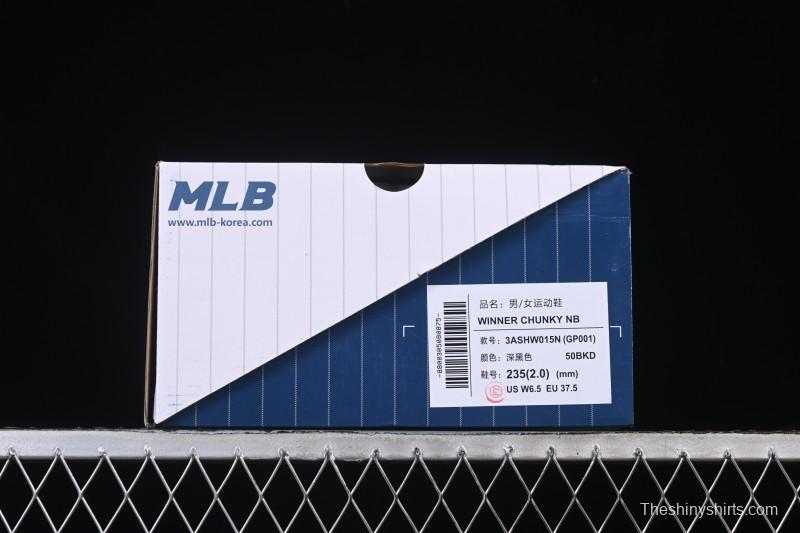 MLB
www.mlb-korea.com
品名：男/女运动鞋
WINNER CHUNKY NB
款号：3ASHW015N (GP001)
颜色：深黑色 50BKD
鞋号：235(2.0) (mm)
US W6.5 EU 37.5
Theshinyshirts.com